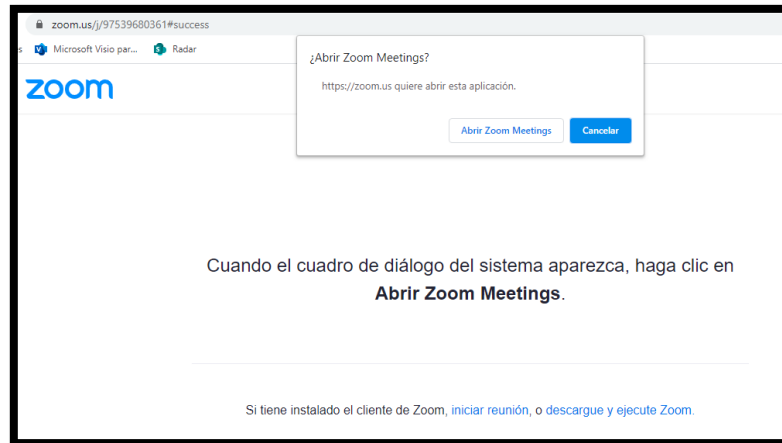 zoom.us/j/97539680361#success
s Microsoft Visio par... Radar
¿Abrir Zoom Meetings?
https://zoom.us quiere abrir esta aplicación.
Abrir Zoom Meetings Cancelar
zoom
Cuando el cuadro de diálogo del sistema aparezca, haga clic en
Abrir Zoom Meetings.
Si tiene instalado el cliente de Zoom, iniciar reunión, o descargue y ejecute Zoom.